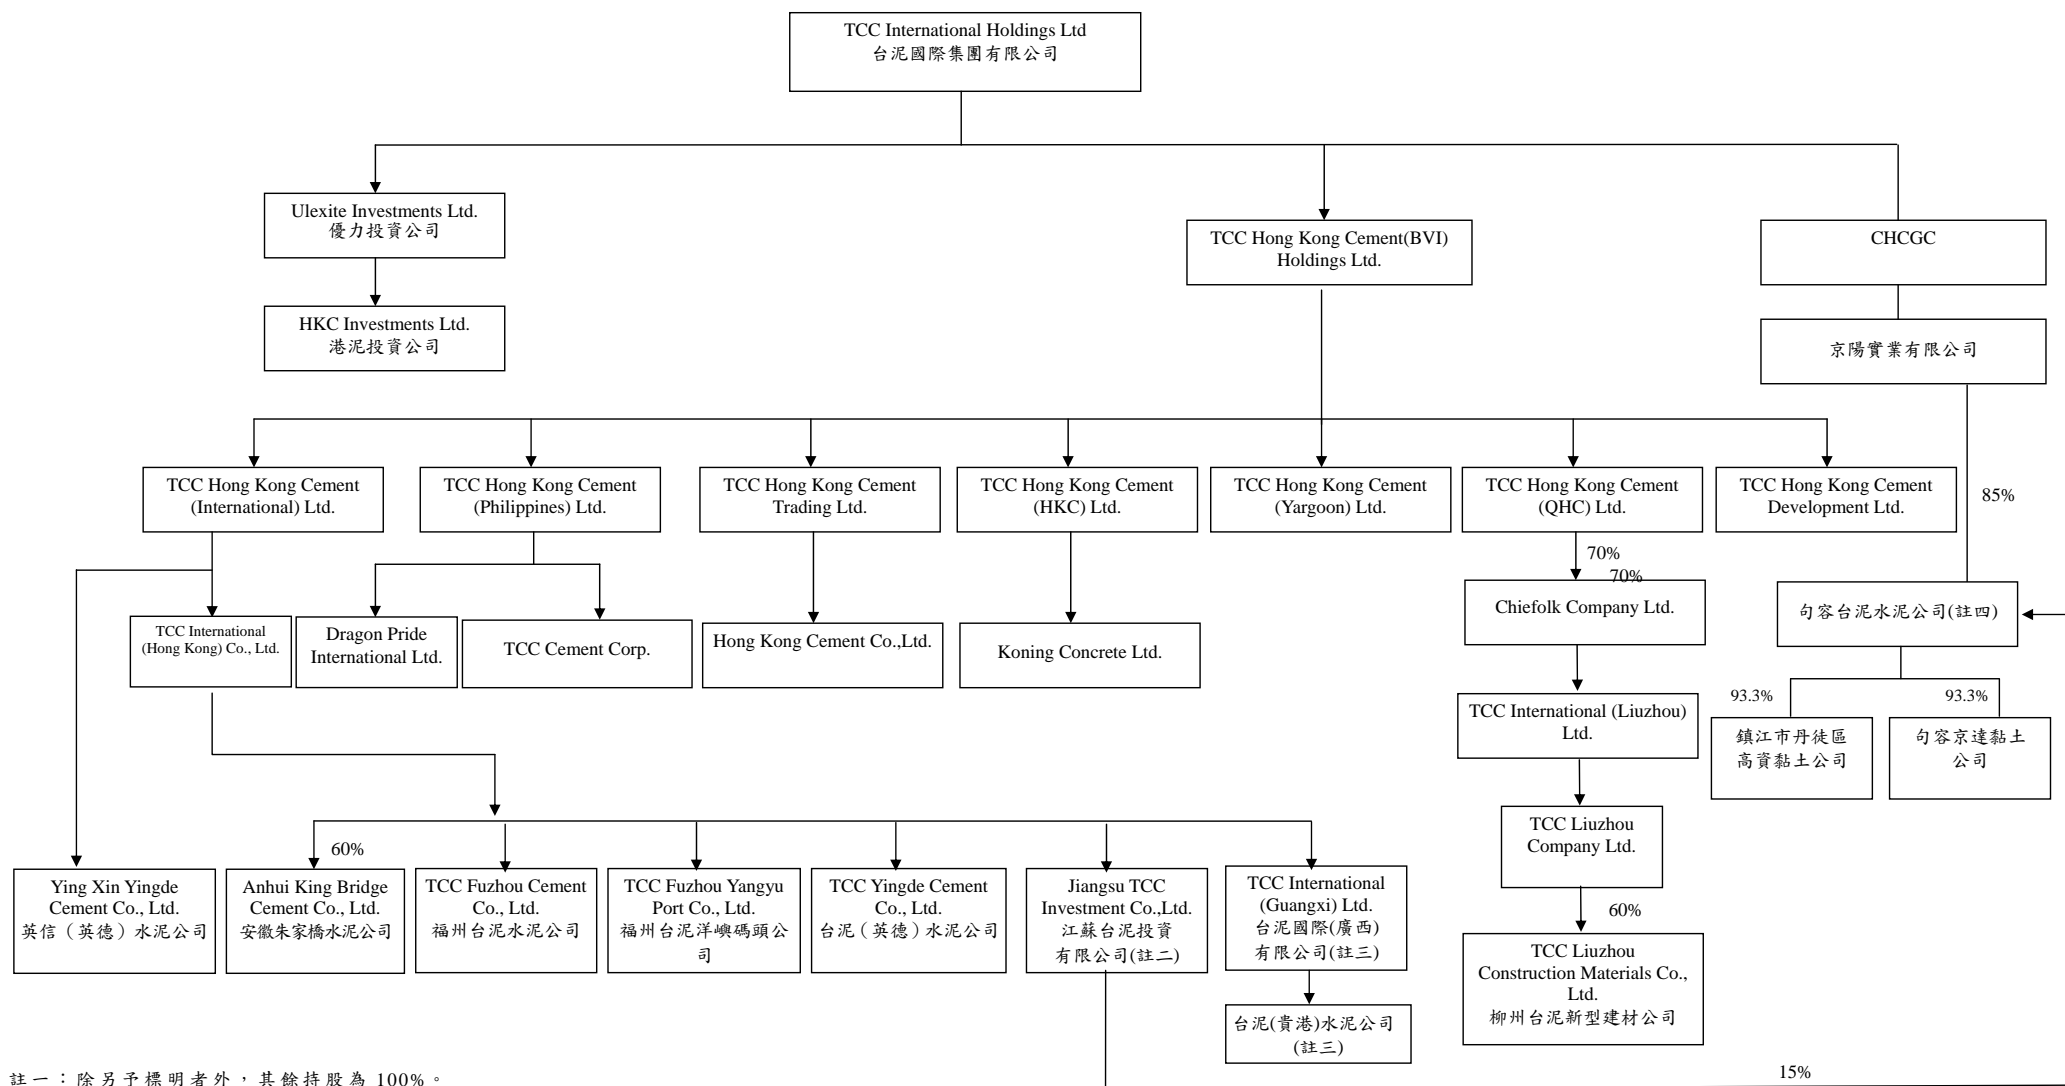 TCC International Holdings Ltd
台泥國際集團有限公司
Ulexite Investments Ltd.
優力投資公司
TCC Hong Kong Cement(BVI)
Holdings Ltd.
CHCGC
HKC Investments Ltd.
港泥投資公司
京陽實業有限公司
TCC Hong Kong Cement
(International) Ltd.
TCC Hong Kong Cement
(Philippines) Ltd.
TCC Hong Kong Cement
Trading Ltd.
TCC Hong Kong Cement
(HKC) Ltd.
TCC Hong Kong Cement
(Yargoon) Ltd.
TCC Hong Kong Cement
(QHC) Ltd.
TCC Hong Kong Cement
Development Ltd.
85%
70%
70%
TCC International
(Hong Kong) Co., Ltd.
Dragon Pride
International Ltd.
TCC Cement Corp.
Hong Kong Cement Co.,Ltd.
Koning Concrete Ltd.
Chiefolk Company Ltd.
句容台泥水泥公司(註四)
93.3%
93.3%
TCC International (Liuzhou)
Ltd.
鎮江市丹徒區
高資黏土公司
句容京達黏土
公司
TCC Liuzhou
Company Ltd.
60%
Ying Xin Yingde
Cement Co., Ltd.
英信（英德）水泥公司
Anhui King Bridge
Cement Co., Ltd.
安徽朱家橋水泥公司
TCC Fuzhou Cement
Co., Ltd.
福州台泥水泥公司
TCC Fuzhou Yangyu
Port Co., Ltd.
福州台泥洋嶼碼頭公
司
TCC Yingde Cement
Co., Ltd.
台泥（英德）水泥公司
Jiangsu TCC
Investment Co.,Ltd.
江蘇台泥投資
有限公司(註二)
TCC International
(Guangxi) Ltd.
台泥國際(廣西)
有限公司(註三)
60%
TCC Liuzhou
Construction Materials Co.,
Ltd.
柳州台泥新型建材公司
台泥(貴港)水泥公司
(註三)
註一：除另予標明者外，其餘持股為 100%。
15%